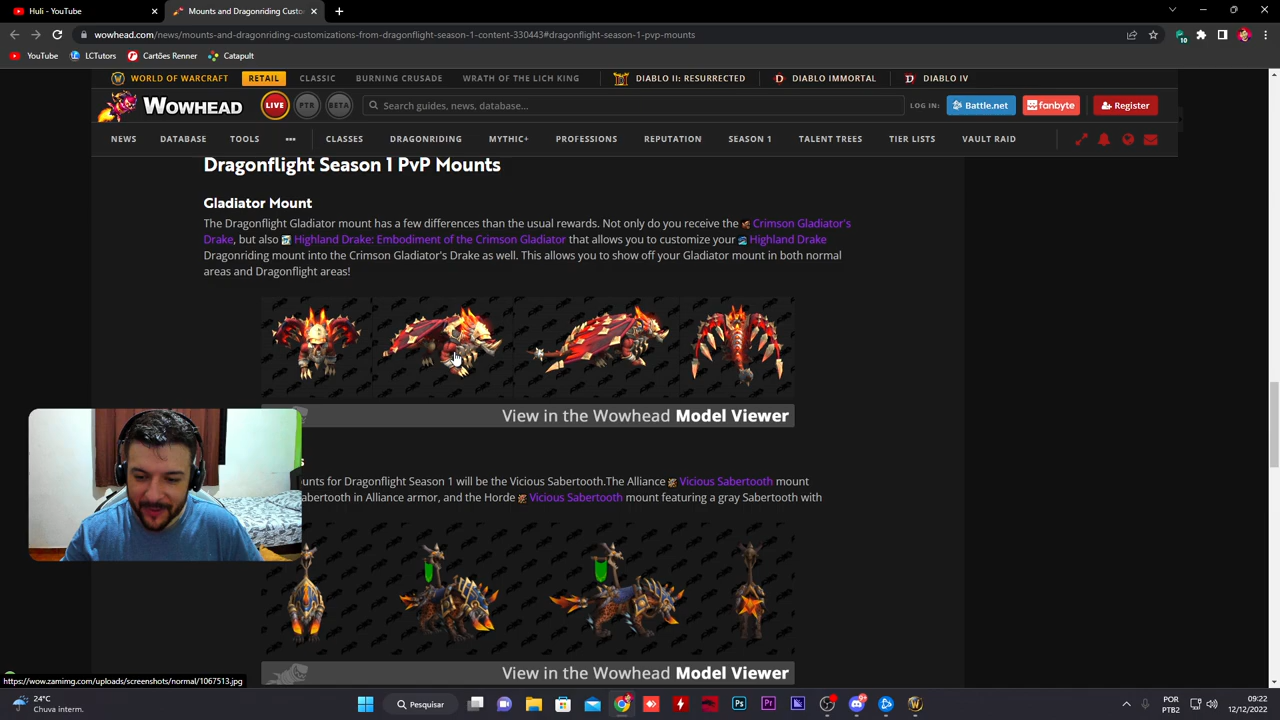 Huli - YouTube
Mounts and Dragonriding Custo
wowhead.com/news/mounts-and-dragonriding-customizations-from-dragonflight-season-1-content-330443#dragonflight-season-1-pvp-mounts
YouTube LCTutors Cartões Renner Catapult
10
WORLD OF WARCRAFT RETAIL CLASSIC BURNING CRUSADE WRATH OF THE LICH KING DIABLO II: RESURRECTED DIABLO IMMORTAL DIABLO IV
WOWHEAD LIVE PTR BETA Search guides, news, database... LOG IN: Battle.net fanbyte Register
NEWS DATABASE TOOLS ••• CLASSES DRAGONRIDING MYTHIC+ PROFESSIONS REPUTATION SEASON 1 TALENT TREES TIER LISTS VAULT RAID
Dragonflight Season 1 PvP Mounts
Gladiator Mount
The Dragonflight Gladiator mount has a few differences than the usual rewards. Not only do you receive the Crimson Gladiator's
Drake, but also Highland Drake: Embodiment of the Crimson Gladiator that allows you to customize your Highland Drake
Dragonriding mount into the Crimson Gladiator's Drake as well. This allows you to show off your Gladiator mount in both normal
areas and Dragonflight areas!
View in the Wowhead Model Viewer
s
unts for Dragonflight Season 1 will be the Vicious Sabertooth.The Alliance Vicious Sabertooth mount
abertooth in Alliance armor, and the Horde Vicious Sabertooth mount featuring a gray Sabertooth with
View in the Wowhead Model Viewer
https://wow.zamimg.com/uploads/screenshots/normal/1067513.jpg
24°C
Chuva interm.
Pesquisar
Ps
Pr
POR
PTB2
09:22
12/12/2022